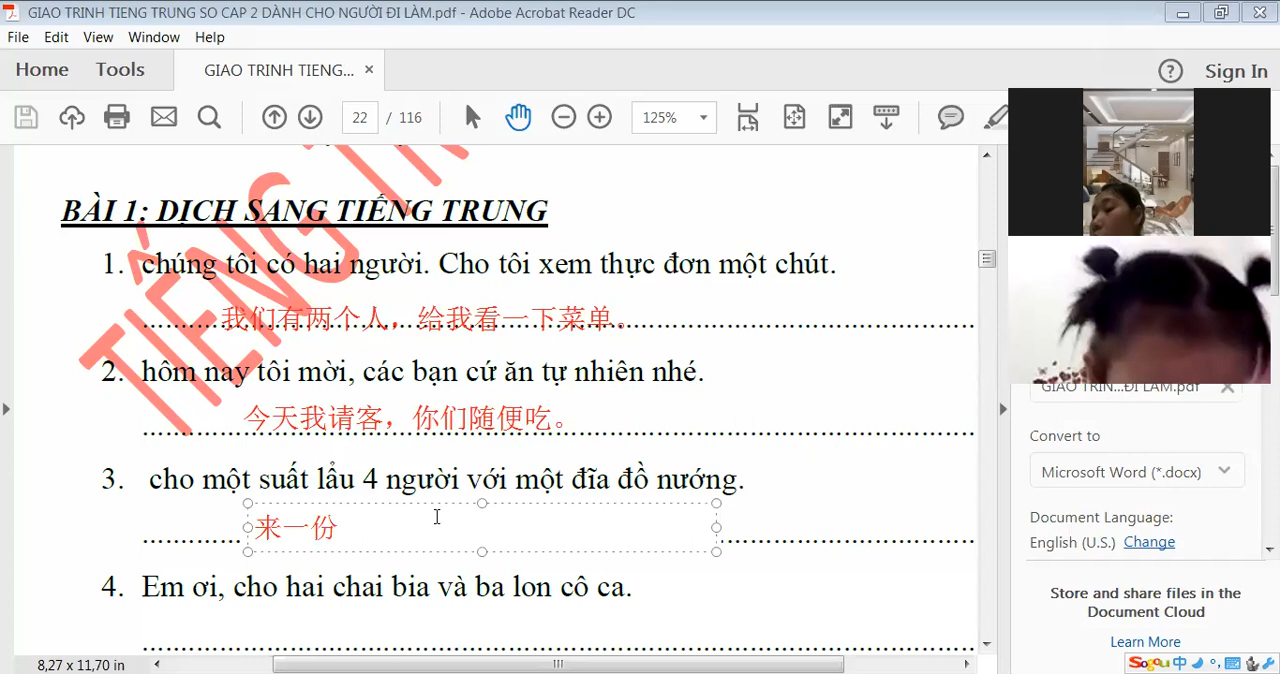 GIAO TRINH TIENG TRUNG SO CAP 2 DÀNH CHO NGƯỜI ĐI LÀM.pdf - Adobe Acrobat Reader DC
File Edit View Window Help
Home Tools GIAO TRINH TIENG... × Sign In
22 / 116 125%
TIẾNG TR
BÀI 1: DỊCH SANG TIẾNG TRUNG
1. chúng tôi có hai người. Cho tôi xem thực đơn một chút.
我们有两个人，给我看一下菜单。
2. hôm nay tôi mời, các bạn cứ ăn tự nhiên nhé.
今天我请客，你们随便吃。
3. cho một suất lẩu 4 người với một đĩa đồ nướng.
来一份
4. Em ơi, cho hai chai bia và ba lon cô ca.
8,27 x 11,70 in
GIAO TRIN...ĐI LÀM.pdf
Convert to
Microsoft Word (*.docx)
Document Language:
English (U.S.) Change
Store and share files in the
Document Cloud
Learn More
Sogou 中